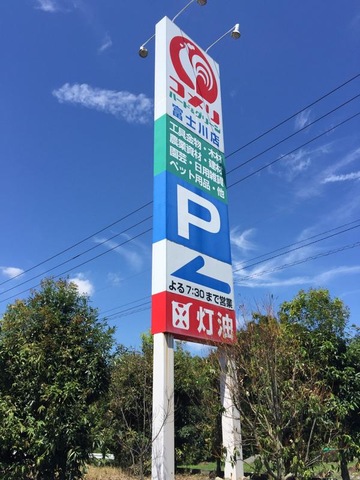 コメリ
ハード&グリーン
富士川店
工具金物・木材
農業資材・建材
園芸・日用雑貨
ペット用品・他
P
よる7:30まで営業
灯油